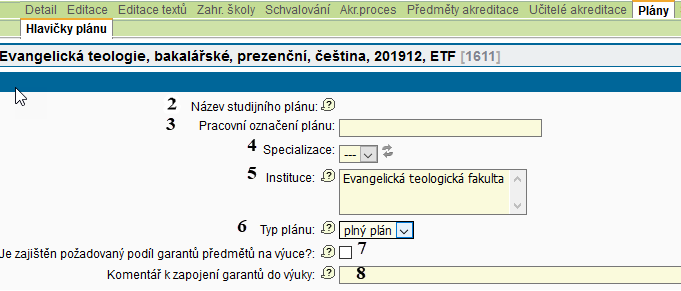 Detail Editace Editace textů Zahr. školy Schvalování Akr.proces Předměty akreditace Učitelé akreditace Plány
Hlavičky plánu
Evangelická teologie, bakalářské, prezenční, čeština, 201912, ETF [1611]
2 Název studijního plánu:
3 Pracovní označení plánu:
4 Specializace: ---
5 Instituce: Evangelická teologická fakulta
6 Typ plánu: plný plán
Je zajištěn požadovaný podíl garantů předmětů na výuce?: 7
Komentář k zapojení garantů do výuky: 8